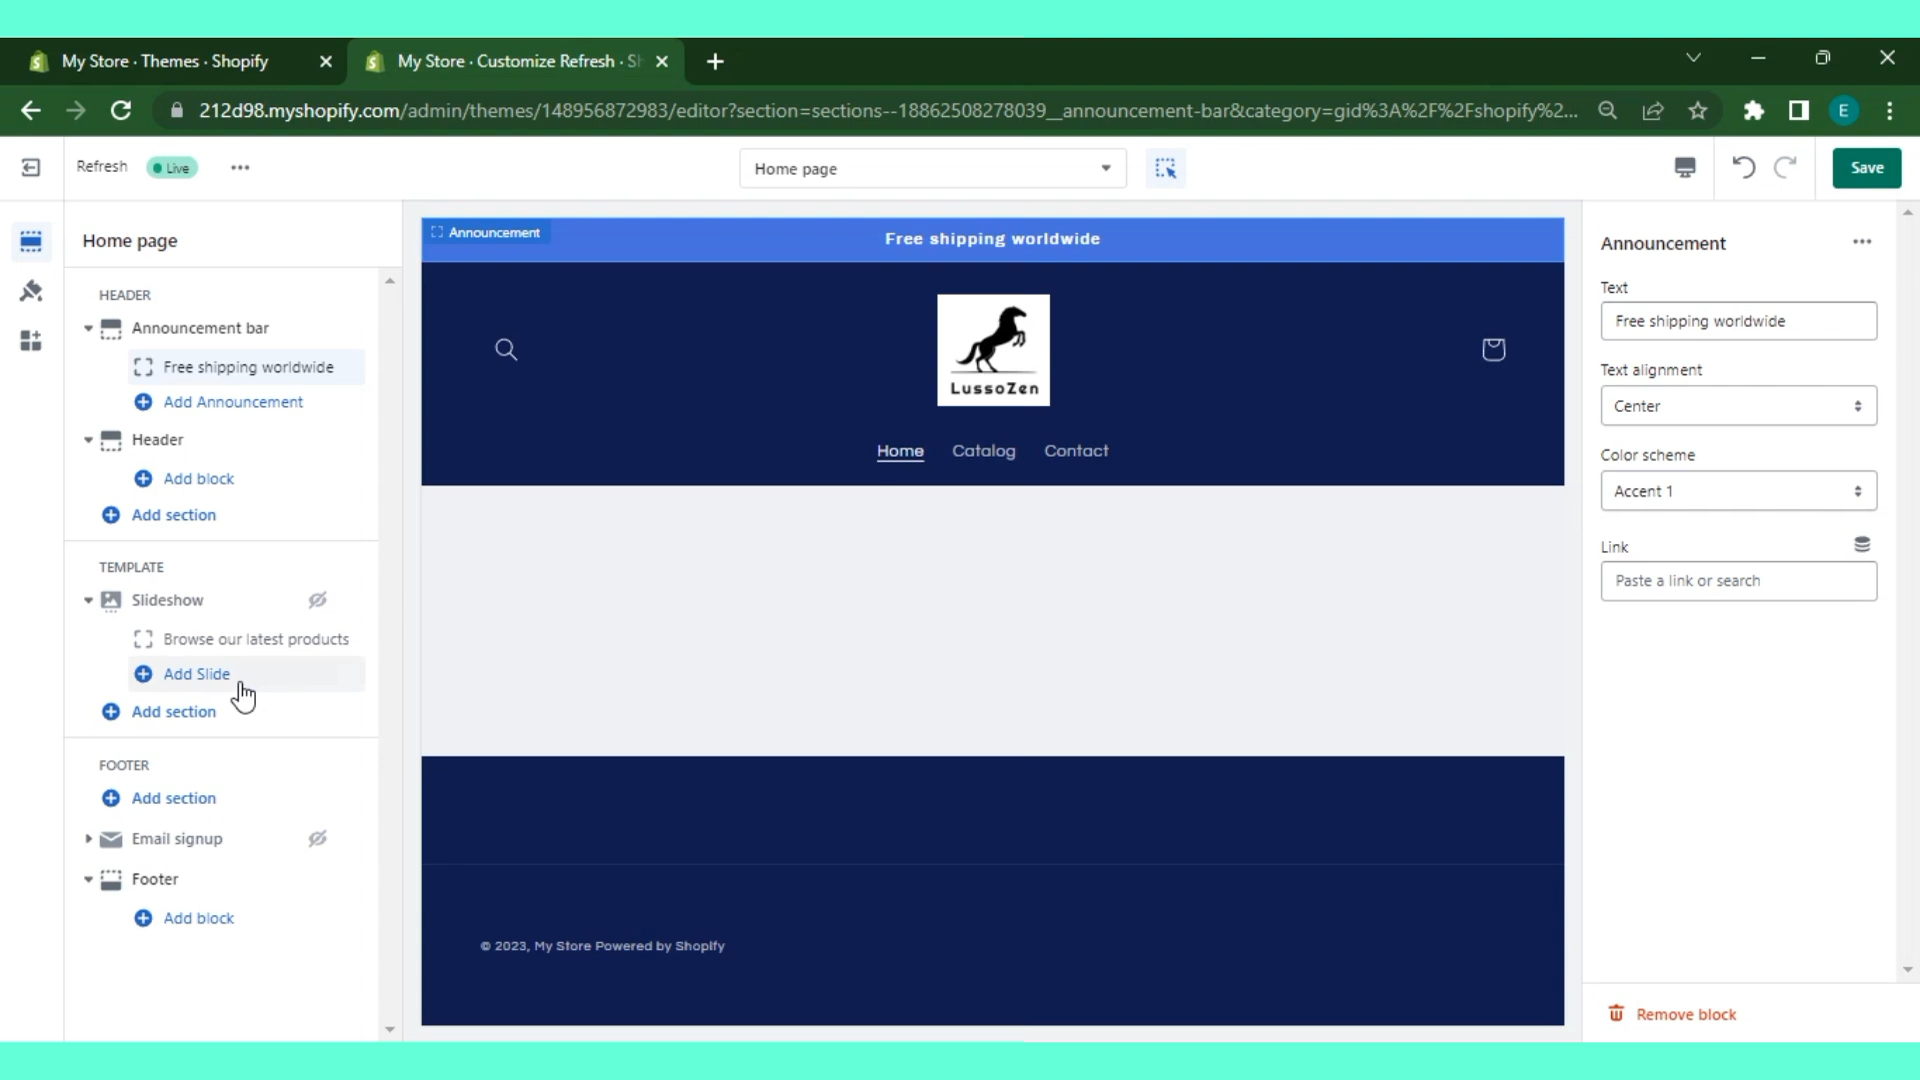 My Store · Themes · Shopify
My Store · Customize Refresh · Sh
212d98.myshopify.com/admin/themes/148956872983/editor?section=sections--18862508278039__announcement-bar&category=gid%3A%2F%2Fshopify%2...
E
Refresh
Live
Home page
Save
Home page
HEADER
Announcement bar
Free shipping worldwide
Add Announcement
Header
Add block
Add section
TEMPLATE
Slideshow
Browse our latest products
Add Slide
Add section
FOOTER
Add section
Email signup
Footer
Add block
Announcement
Free shipping worldwide
LussoZen
Home Catalog Contact
© 2023, My Store Powered by Shopify
Announcement
Text
Free shipping worldwide
Text alignment
Center
Color scheme
Accent 1
Link
Paste a link or search
Remove block